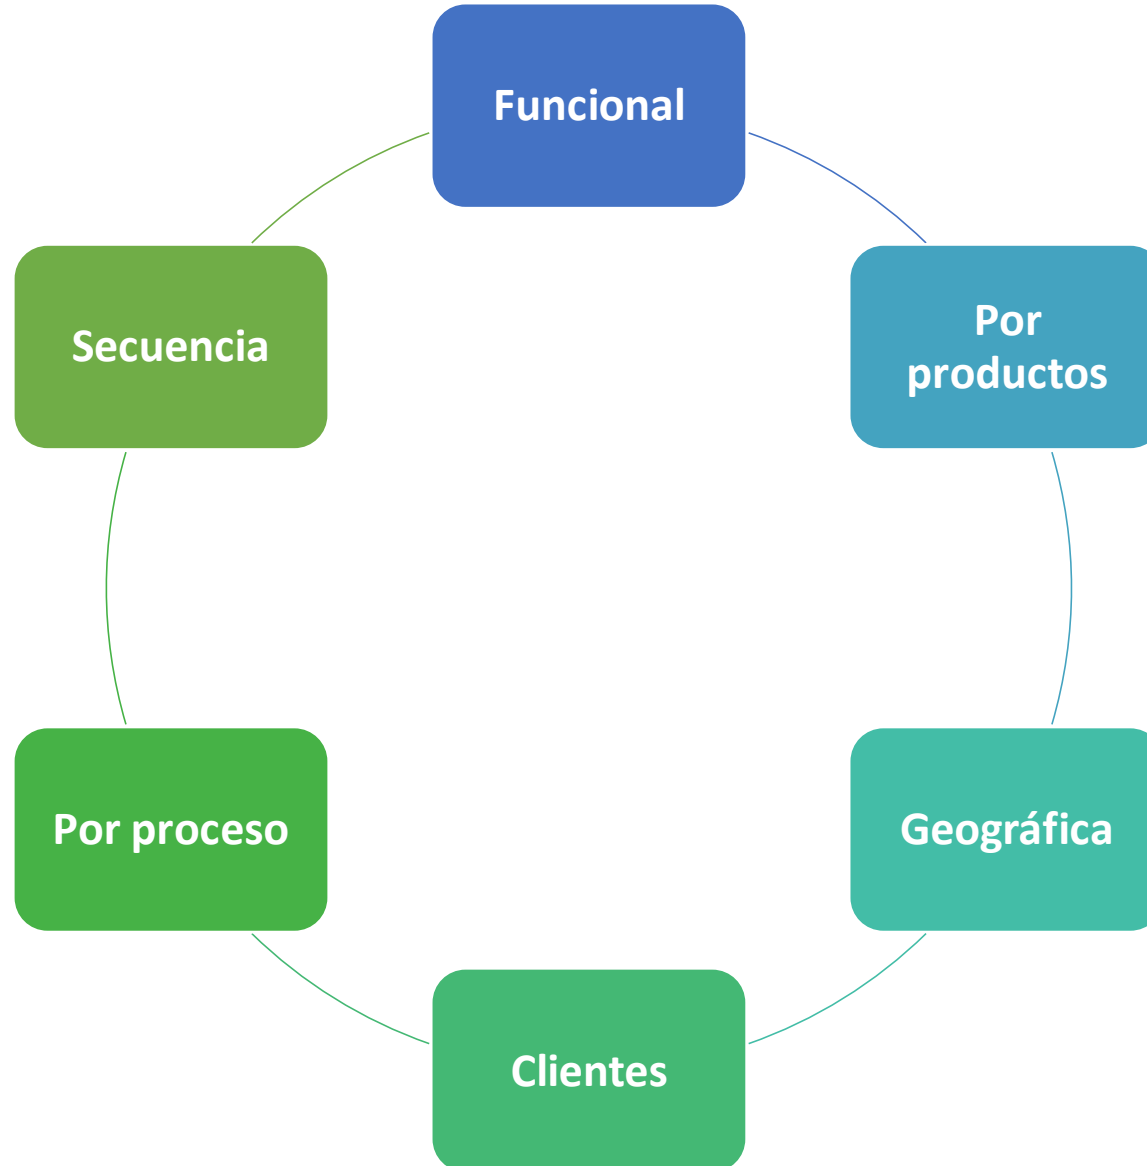 Funcional
Por
productos
Geográfica
Clientes
Por proceso
Secuencia